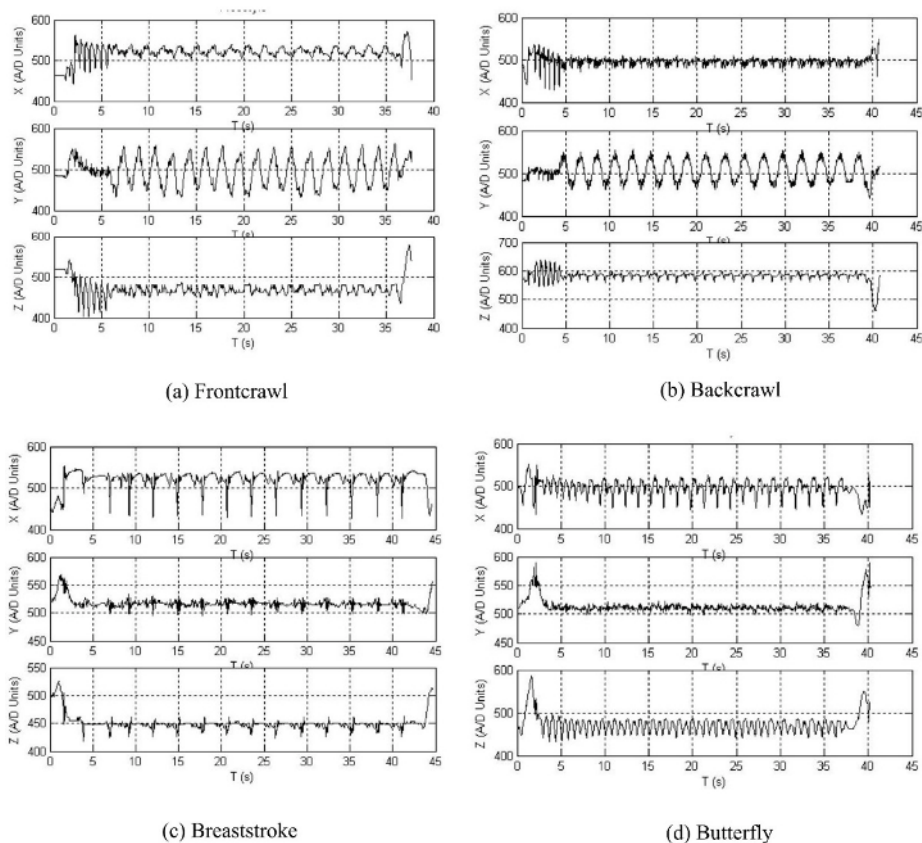 600
X (A/D Units)
500
400
0 5 10 15 20 25 30 35 40
T (s)
600
Y (A/D Units)
500
400
0 5 10 15 20 25 30 35 40
T (s)
600
Z (A/D Units)
500
400
0 5 10 15 20 25 30 35 40
T (s)
(a) Frontcrawl
600
X (A/D Units)
500
400
0 5 10 15 20 25 30 35 40 45
T (s)
600
Y (A/D Units)
500
400
0 5 10 15 20 25 30 35 40 45
T (s)
700
Z (A/D Units)
600
500
400
0 5 10 15 20 25 30 35 40 45
T (s)
(b) Backcrawl
600
X (A/D Units)
500
400
0 5 10 15 20 25 30 35 40 45
T (s)
600
Y (A/D Units)
550
500
450
0 5 10 15 20 25 30 35 40 45
T (s)
550
Z (A/D Units)
500
450
400
0 5 10 15 20 25 30 35 40 45
T (s)
(c) Breaststroke
600
X (A/D Units)
500
400
0 5 10 15 20 25 30 35 40 45
T (s)
600
Y (A/D Units)
550
500
450
0 5 10 15 20 25 30 35 40 45
T (s)
600
Z (A/D Units)
500
400
0 5 10 15 20 25 30 35 40 45
T (s)
(d) Butterfly